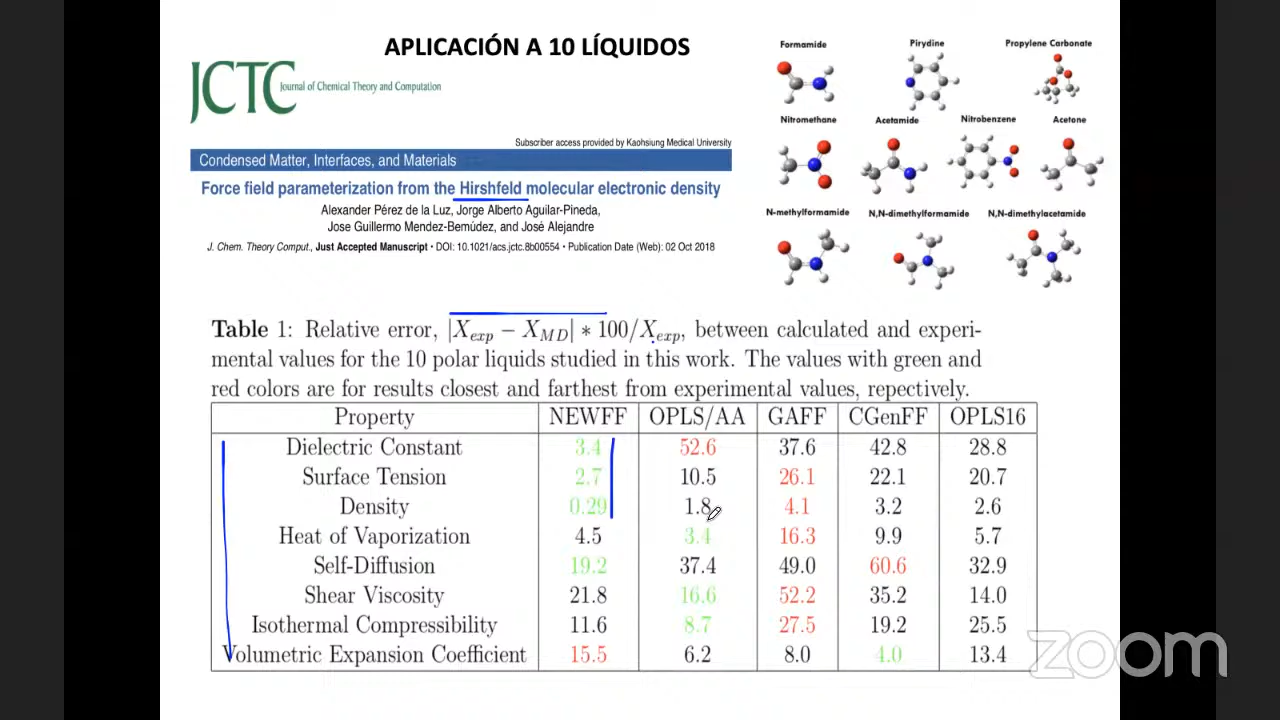 APLICACIÓN A 10 LÍQUIDOS
JCTC Journal of Chemical Theory and Computation
Subscriber access provided by Kaohsiung Medical University
Condensed Matter, Interfaces, and Materials
Force field parameterization from the Hirshfeld molecular electronic density
Alexander Pérez de la Luz, Jorge Alberto Aguilar-Pineda,
Jose Guillermo Mendez-Bemúdez, and José Alejandre
J. Chem. Theory Comput., Just Accepted Manuscript • DOI: 10.1021/acs.jctc.8b00554 • Publication Date (Web): 02 Oct 2018
Formamide Pirydine Propylene Carbonate
Nitromethane Acetamide Nitrobenzene Acetone
N-methylformamide N,N-dimethylformamide N,N-dimethylacetamide
Table 1: Relative error, |Xexp − XMD| * 100/Xexp, between calculated and experi-
mental values for the 10 polar liquids studied in this work. The values with green and
red colors are for results closest and farthest from experimental values, repectively.
Property NEWFF OPLS/AA GAFF CGenFF OPLS16
Dielectric Constant 3.4 52.6 37.6 42.8 28.8
Surface Tension 2.7 10.5 26.1 22.1 20.7
Density 0.29 1.8 4.1 3.2 2.6
Heat of Vaporization 4.5 3.4 16.3 9.9 5.7
Self-Diffusion 19.2 37.4 49.0 60.6 32.9
Shear Viscosity 21.8 16.6 52.2 35.2 14.0
Isothermal Compressibility 11.6 8.7 27.5 19.2 25.5
Volumetric Expansion Coefficient 15.5 6.2 8.0 4.0 13.4
zoom